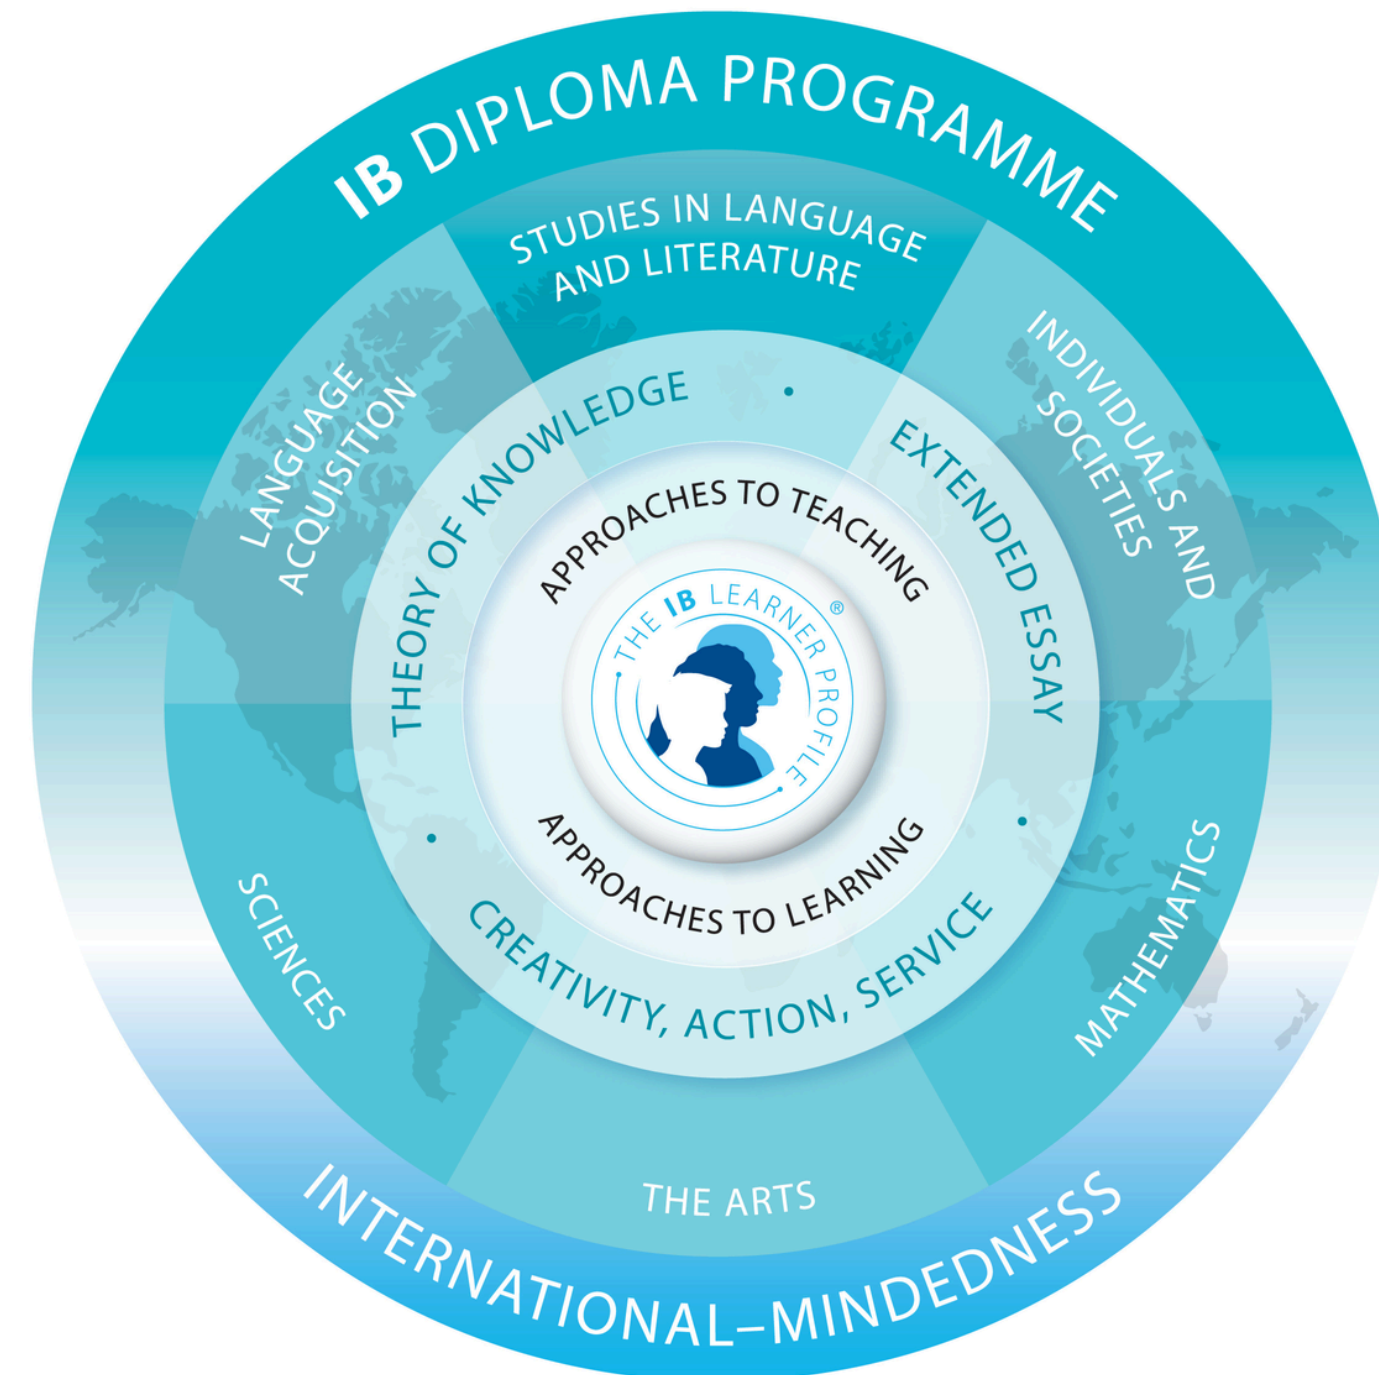 IB DIPLOMA PROGRAMME
STUDIES IN LANGUAGE
AND LITERATURE
LANGUAGE
ACQUISITION
INDIVIDUALS AND
SOCIETIES
THEORY OF KNOWLEDGE
•
EXTENDED ESSAY
APPROACHES TO TEACHING
THE IB LEARNER PROFILE
®
APPROACHES TO LEARNING
•
•
CREATIVITY, ACTION, SERVICE
SCIENCES
MATHEMATICS
THE ARTS
INTERNATIONAL–MINDEDNESS